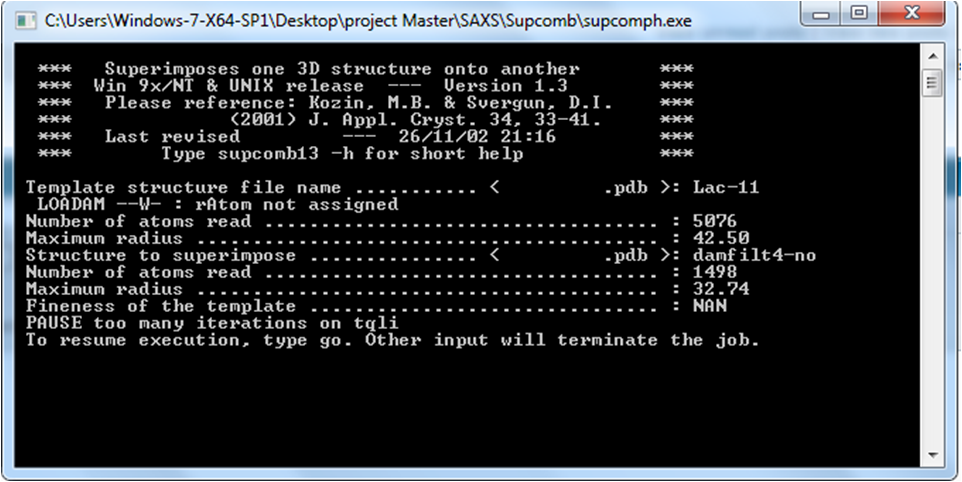 C:\Users\Windows-7-X64-SP1\Desktop\project Master\SAXS\Supcomb\supcomph.exe
*** Superimposes one 3D structure onto another ***
*** Win 9x/NT & UNIX release --- Version 1.3 ***
*** Please reference: Kozin, M.B. & Svergun, D.I. ***
*** (2001) J. Appl. Cryst. 34, 33-41. ***
*** Last revised --- 26/11/02 21:16 ***
*** Type supcomb13 -h for short help ***
Template structure file name ........... < .pdb >: Lac-11
LOADAM --W- : rAtom not assigned
Number of atoms read ................................... : 5076
Maximum radius ......................................... : 42.50
Structure to superimpose ............... < .pdb >: damfilt4-no
Number of atoms read ................................... : 1498
Maximum radius ......................................... : 32.74
Fineness of the template ............................... : NAN
PAUSE too many iterations on tqli
To resume execution, type go. Other input will terminate the job.